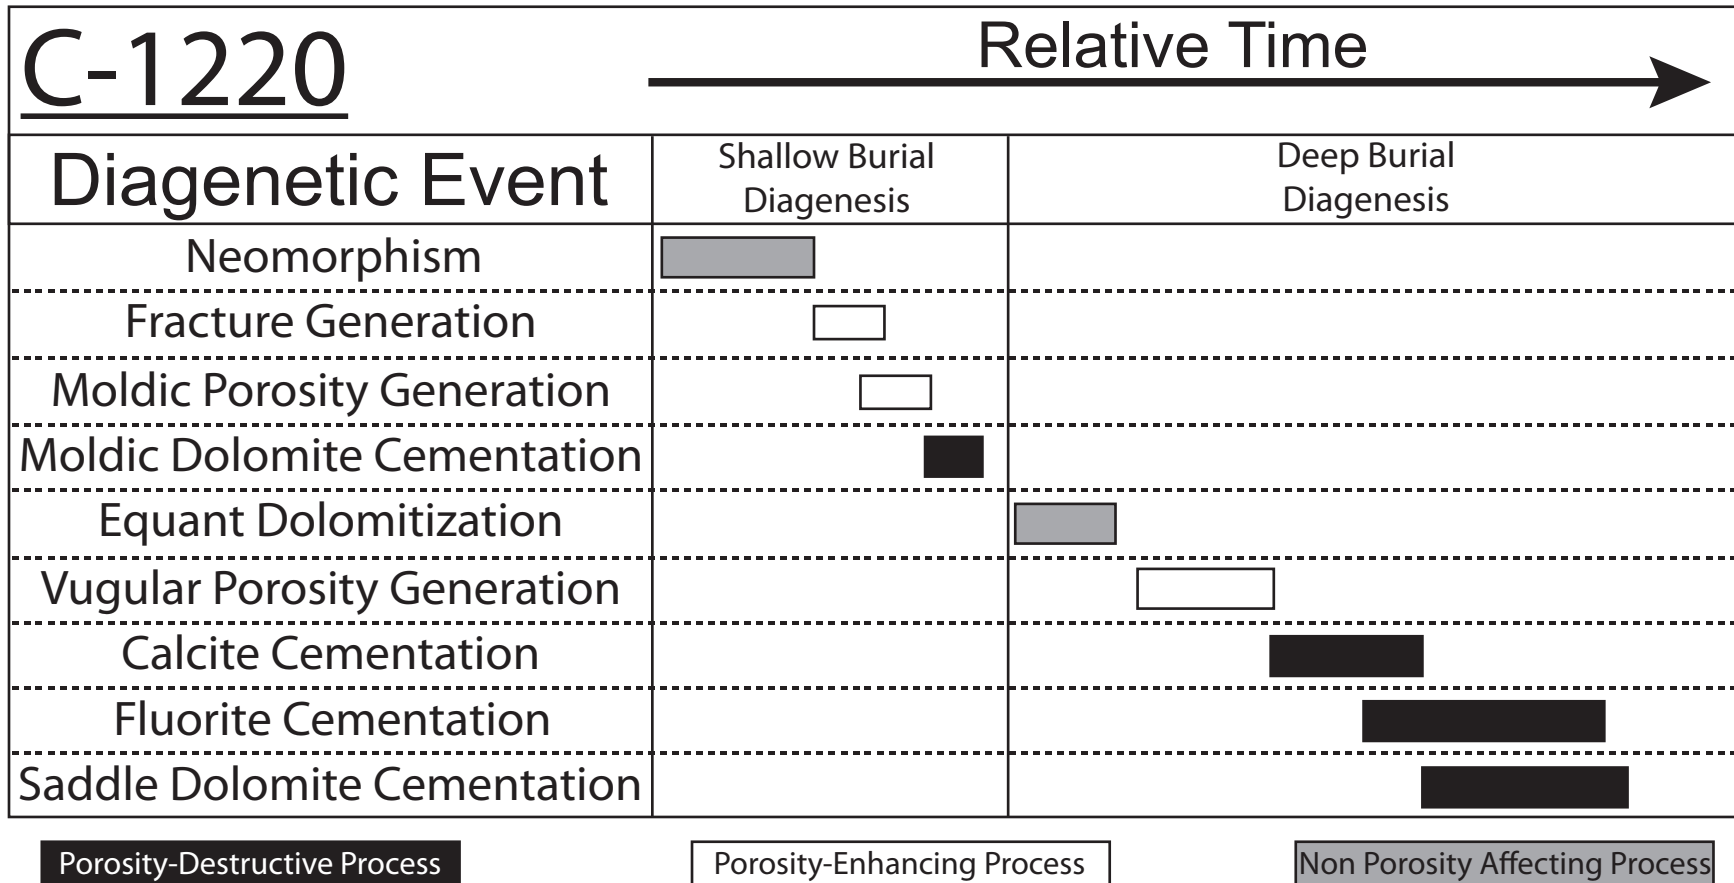 C-1220
Relative Time
Diagenetic Event
Shallow Burial
Diagenesis
Deep Burial
Diagenesis
Neomorphism
Fracture Generation
Moldic Porosity Generation
Moldic Dolomite Cementation
Equant Dolomitization
Vugular Porosity Generation
Calcite Cementation
Fluorite Cementation
Saddle Dolomite Cementation
Porosity-Destructive Process
Porosity-Enhancing Process
Non Porosity Affecting Process